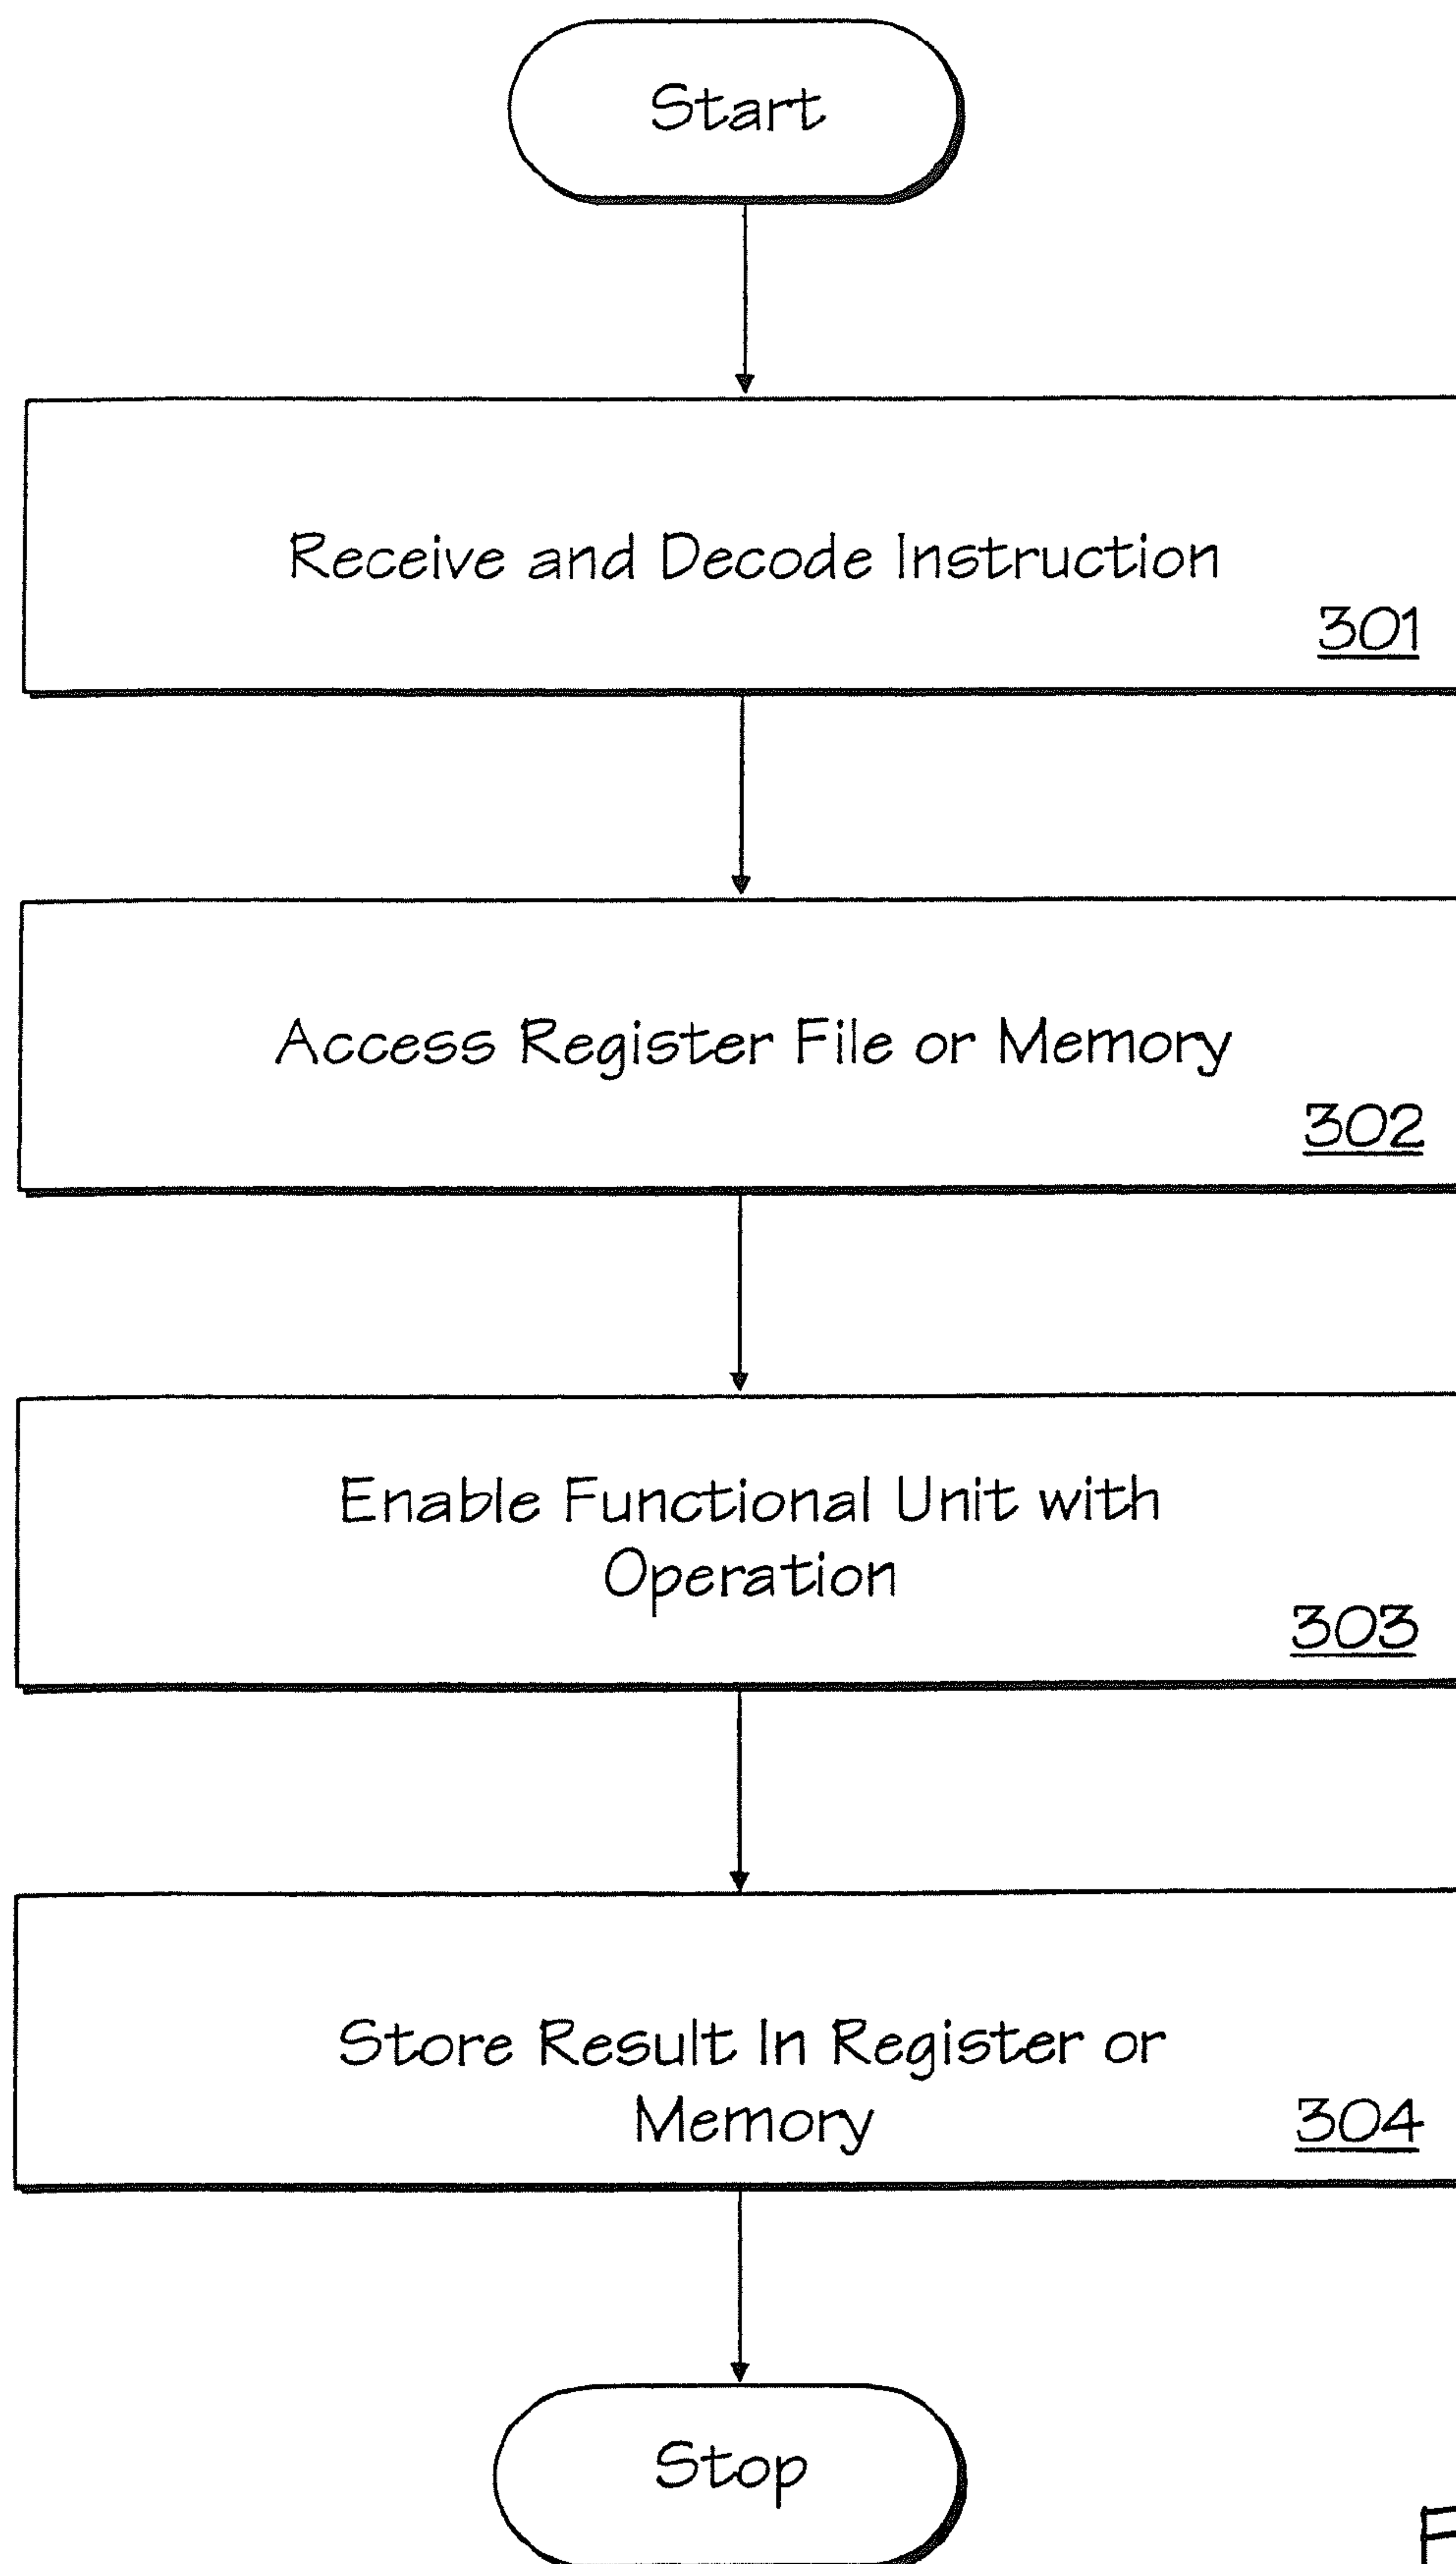 Start
Receive and Decode Instruction
301
Access Register File or Memory
302
Enable Functional Unit with
Operation
303
Store Result In Register or
Memory
304
Stop